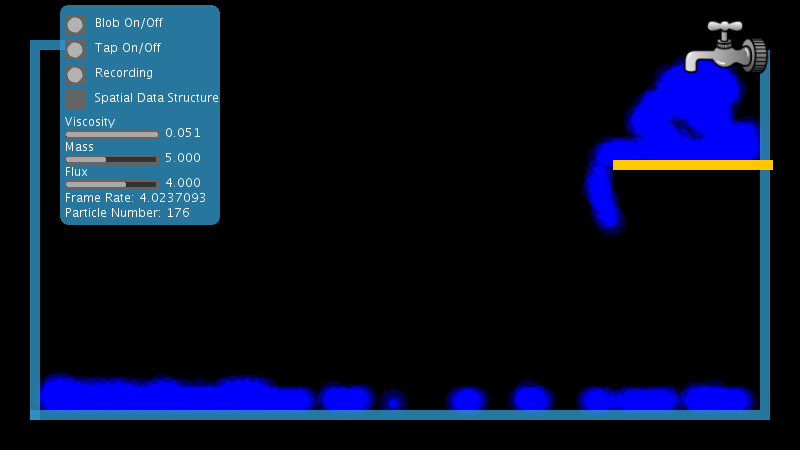 Blob On/Off
Tap On/Off
Recording
Spatial Data Structure
Viscosity
0.051
Mass
5.000
Flux
4.000
Frame Rate: 4.0237093
Particle Number: 176